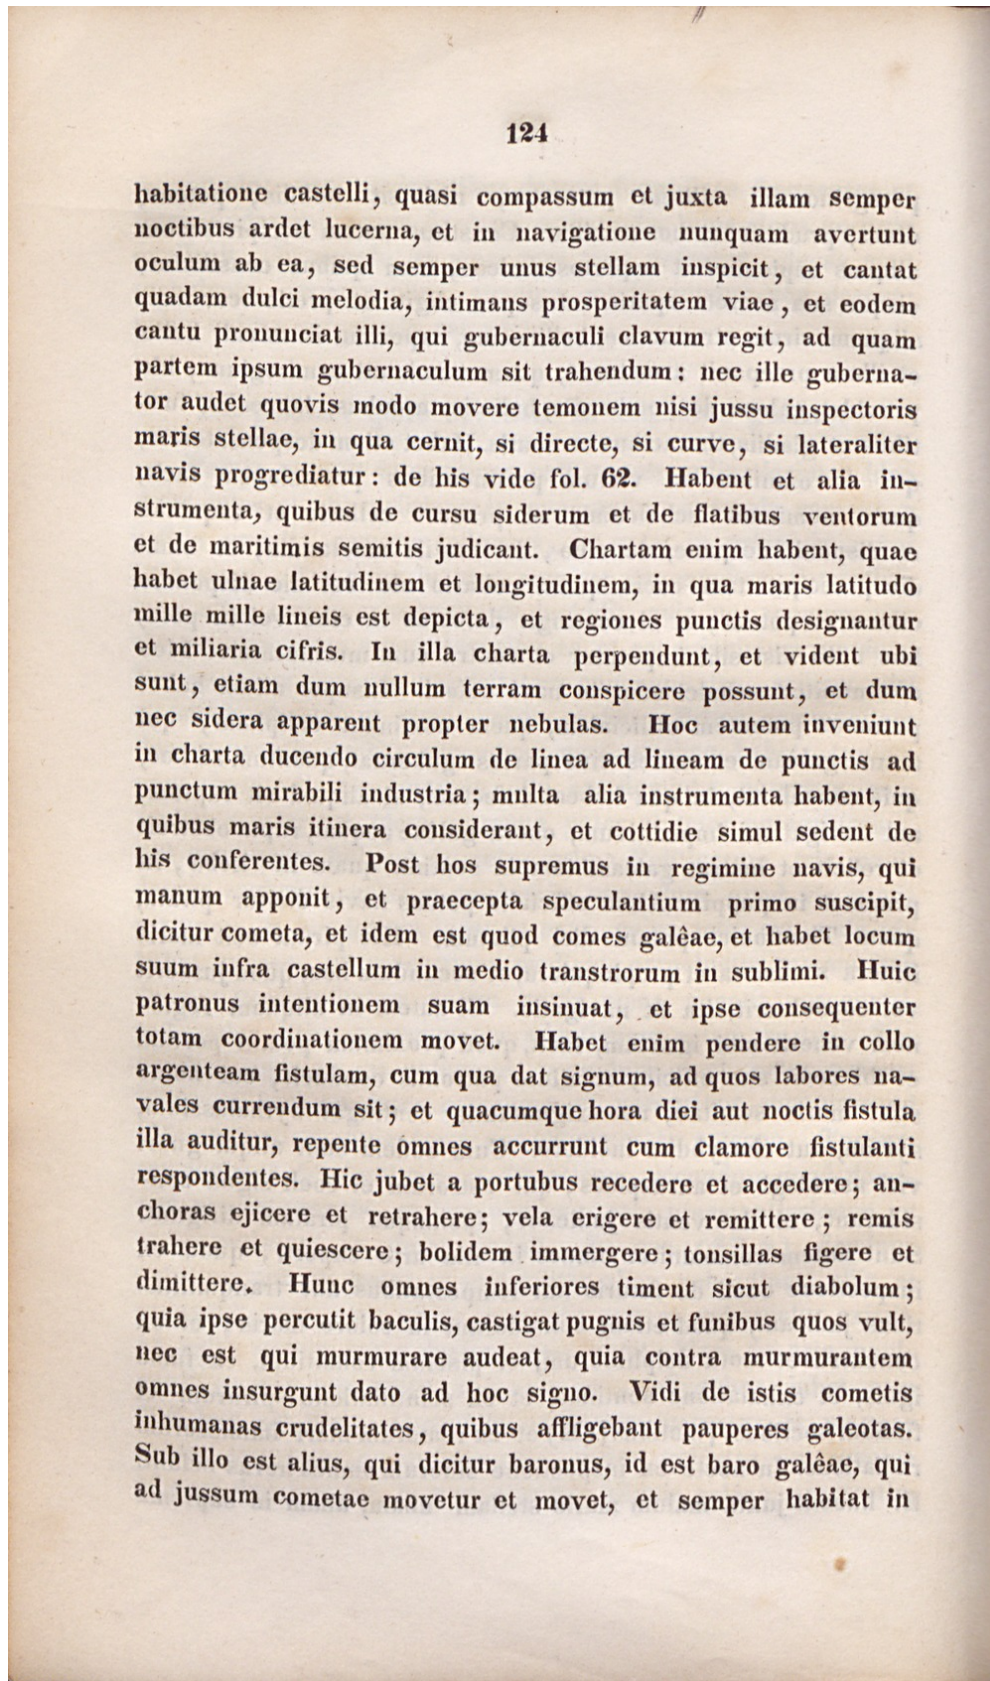 124
habitatione castelli, quasi compassum et juxta illam semper
noctibus ardet lucerna, et in navigatione nunquam avertunt
oculum ab ea, sed semper unus stellam inspicit, et cantat
quadam dulci melodia, intimans prosperitatem viae, et eodem
cantu pronunciat illi, qui gubernaculi clavum regit, ad quam
partem ipsum gubernaculum sit trahendum: nec ille guberna-
tor audet quovis modo movere temonem nisi jussu inspectoris
maris stellae, in qua cernit, si directe, si curve, si lateraliter
navis progrediatur: de his vide fol. 62. Habent et alia in-
strumenta, quibus de cursu siderum et de flatibus ventorum
et de maritimis semitis judicant. Chartam enim habent, quae
habet ulnae latitudinem et longitudinem, in qua maris latitudo
mille mille lineis est depicta, et regiones punctis designantur
et miliaria cifris. In illa charta perpendunt, et vident ubi
sunt, etiam dum nullum terram conspicere possunt, et dum
nec sidera apparent propter nebulas. Hoc autem inveniunt
in charta ducendo circulum de linea ad lineam de punctis ad
punctum mirabili industria; multa alia instrumenta habent, in
quibus maris itinera considerant, et cottidie simul sedent de
his conferentes. Post hos supremus in regimine navis, qui
manum apponit, et praecepta speculantium primo suscipit,
dicitur cometa, et idem est quod comes galêae, et habet locum
suum infra castellum in medio transtrorum in sublimi. Huic
patronus intentionem suam insinuat, et ipse consequenter
totam coordinationem movet. Habet enim pendere in collo
argenteam fistulam, cum qua dat signum, ad quos labores na-
vales currendum sit; et quacumque hora diei aut noctis fistula
illa auditur, repente omnes accurrunt cum clamore fistulanti
respondentes. Hic jubet a portubus recedere et accedere; an-
choras ejicere et retrahere; vela erigere et remittere; remis
trahere et quiescere; bolidem immergere; tonsillas figere et
dimittere. Hunc omnes inferiores timent sicut diabolum;
quia ipse percutit baculis, castigat pugnis et funibus quos vult,
nec est qui murmurare audeat, quia contra murmurantem
omnes insurgunt dato ad hoc signo. Vidi de istis cometis
inhumanas crudelitates, quibus affligebant pauperes galeotas.
Sub illo est alius, qui dicitur baronus, id est baro galêae, qui
ad jussum cometae movetur et movet, et semper habitat in